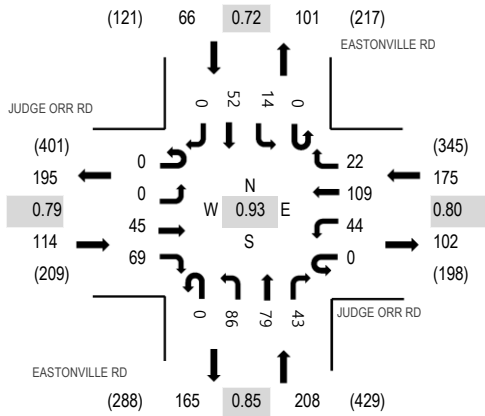 (121) 66 0.72 101 (217)
EASTONVILLE RD
0 52 14 0
JUDGE ORR RD
(401) 0 22 (345)
195 0 N 109 175
0.79 W 0.93 E 0.80
114 45 S 44 102
(209) 69 0 (198)
0 86 79 43
JUDGE ORR RD
EASTONVILLE RD
(288) 165 0.85 208 (429)